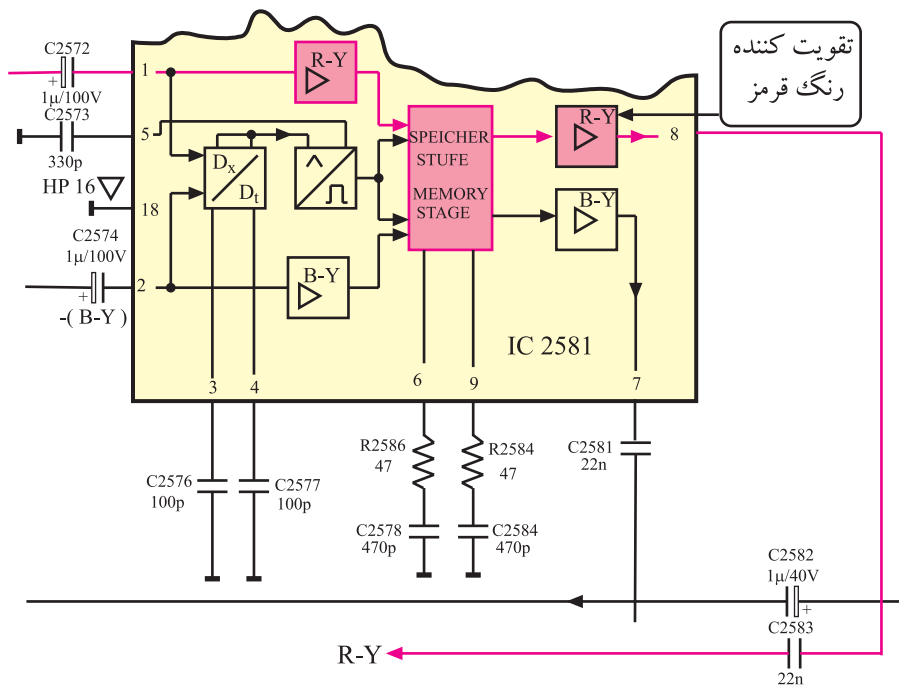 C2572
1µ/100V
C2573
330p
HP 16
C2574
1µ/100V
-( B-Y )
1
5
18
2
R-Y
Dx
Dt
B-Y
SPEICHER
STUFE
MEMORY
STAGE
R-Y
8
B-Y
تقویت کننده
رنگ قرمز
IC 2581
3
4
6
9
7
C2576
100p
C2577
100p
R2586
47
R2584
47
C2578
470p
C2584
470p
C2581
22n
C2582
1µ/40V
C2583
22n
R-Y